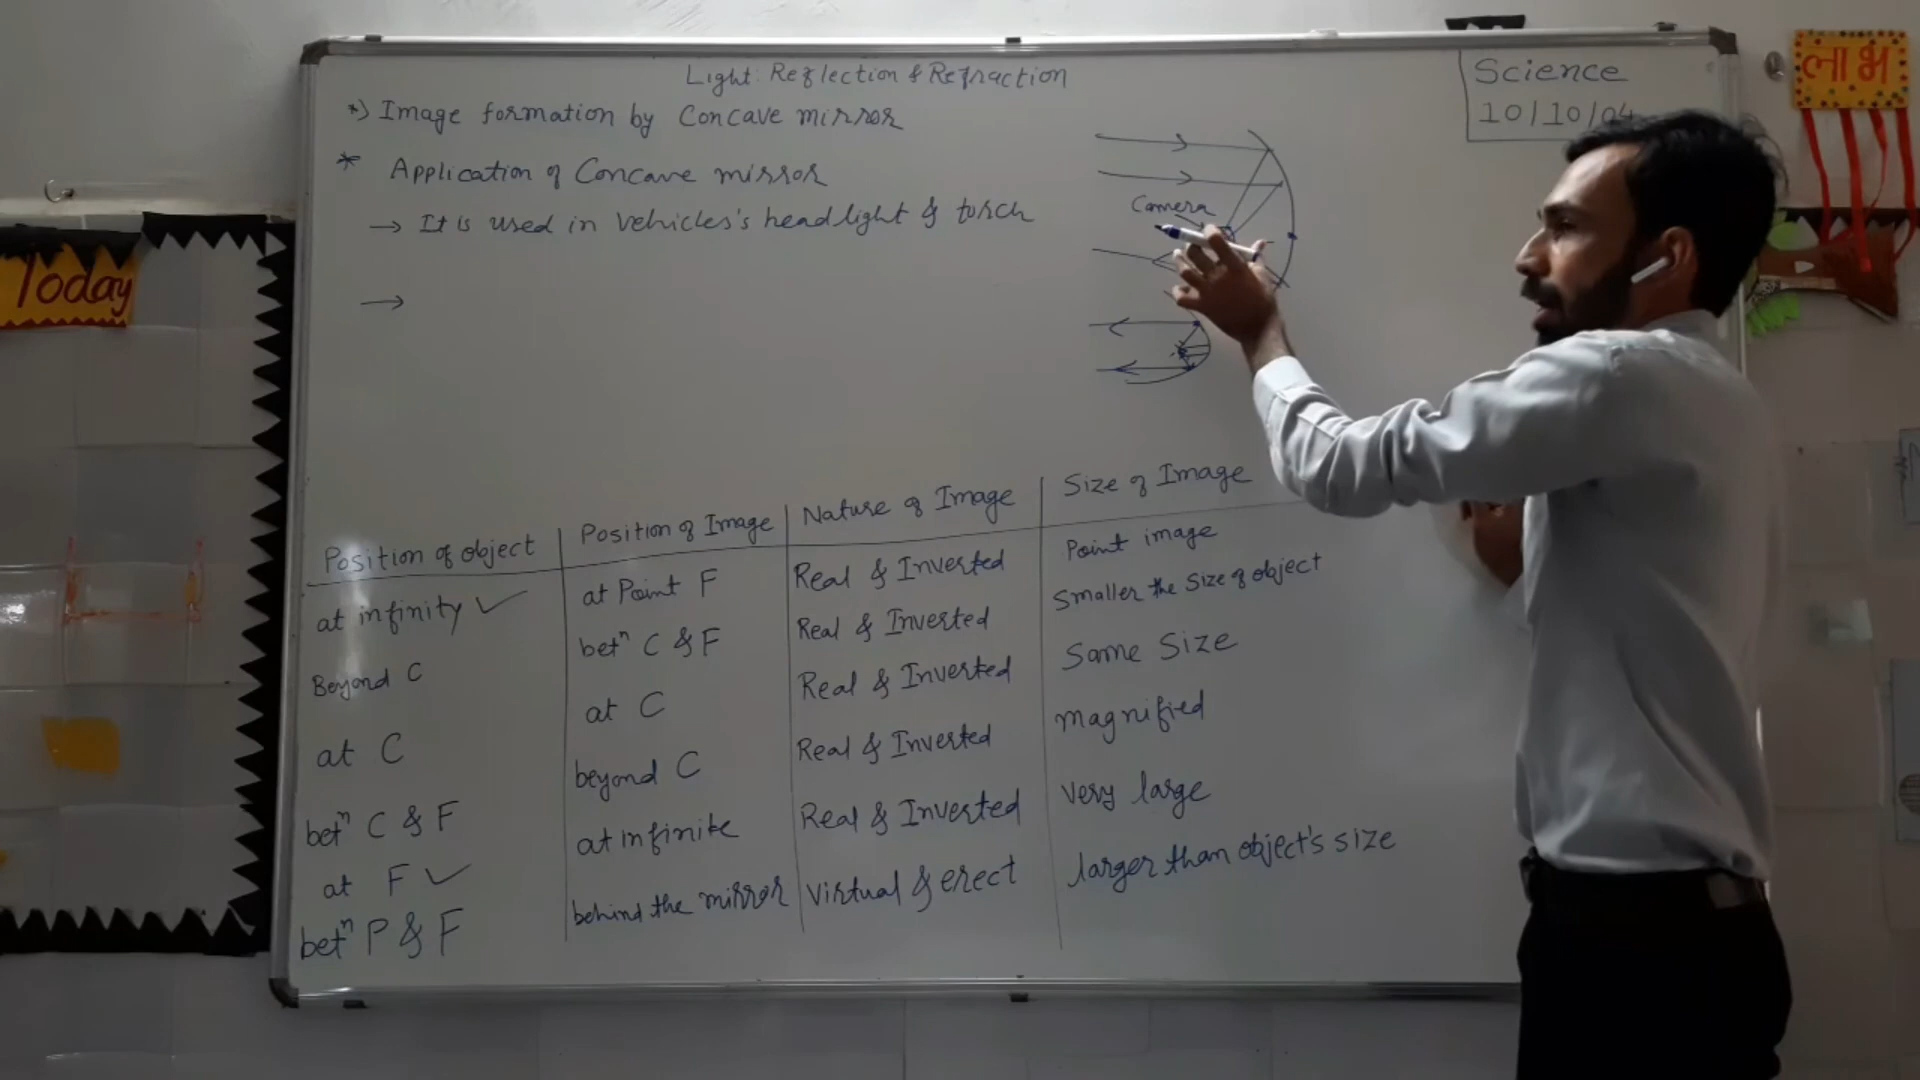 Light: Reflection & Refraction
Science
10/10/04
*) Image formation by Concave mirror
* Application of Concave mirror
→ It is used in vehicles's headlight & torch
→
Camera
लाभ
Today
Position of object | Position of Image | Nature of Image | Size of Image
at infinity ✓ | at Point F | Real & Inverted | Point image
Beyond C | betⁿ C & F | Real & Inverted | Smaller the size of object
at C | at C | Real & Inverted | Same Size
betⁿ C & F | beyond C | Real & Inverted | magnified
at F ✓ | at infinite | Real & Inverted | Very large
betⁿ P & F | behind the mirror | Virtual & erect | larger than object's size